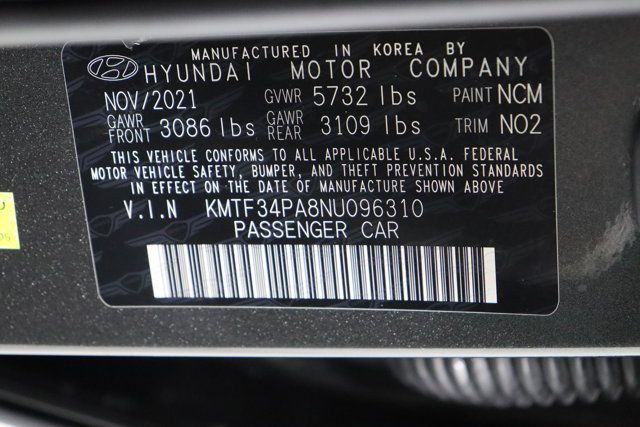 MANUFACTURED IN KOREA BY
HYUNDAI MOTOR COMPANY
NOV/2021 GVWR 5732 lbs PAINT NCM
GAWR FRONT 3086 lbs GAWR REAR 3109 lbs TRIM NO2
THIS VEHICLE CONFORMS TO ALL APPLICABLE U.S.A. FEDERAL
MOTOR VEHICLE SAFETY, BUMPER, AND THEFT PREVENTION STANDARDS
IN EFFECT ON THE DATE OF MANUFACTURE SHOWN ABOVE
V.I.N KMTF34PA8NU096310
PASSENGER CAR